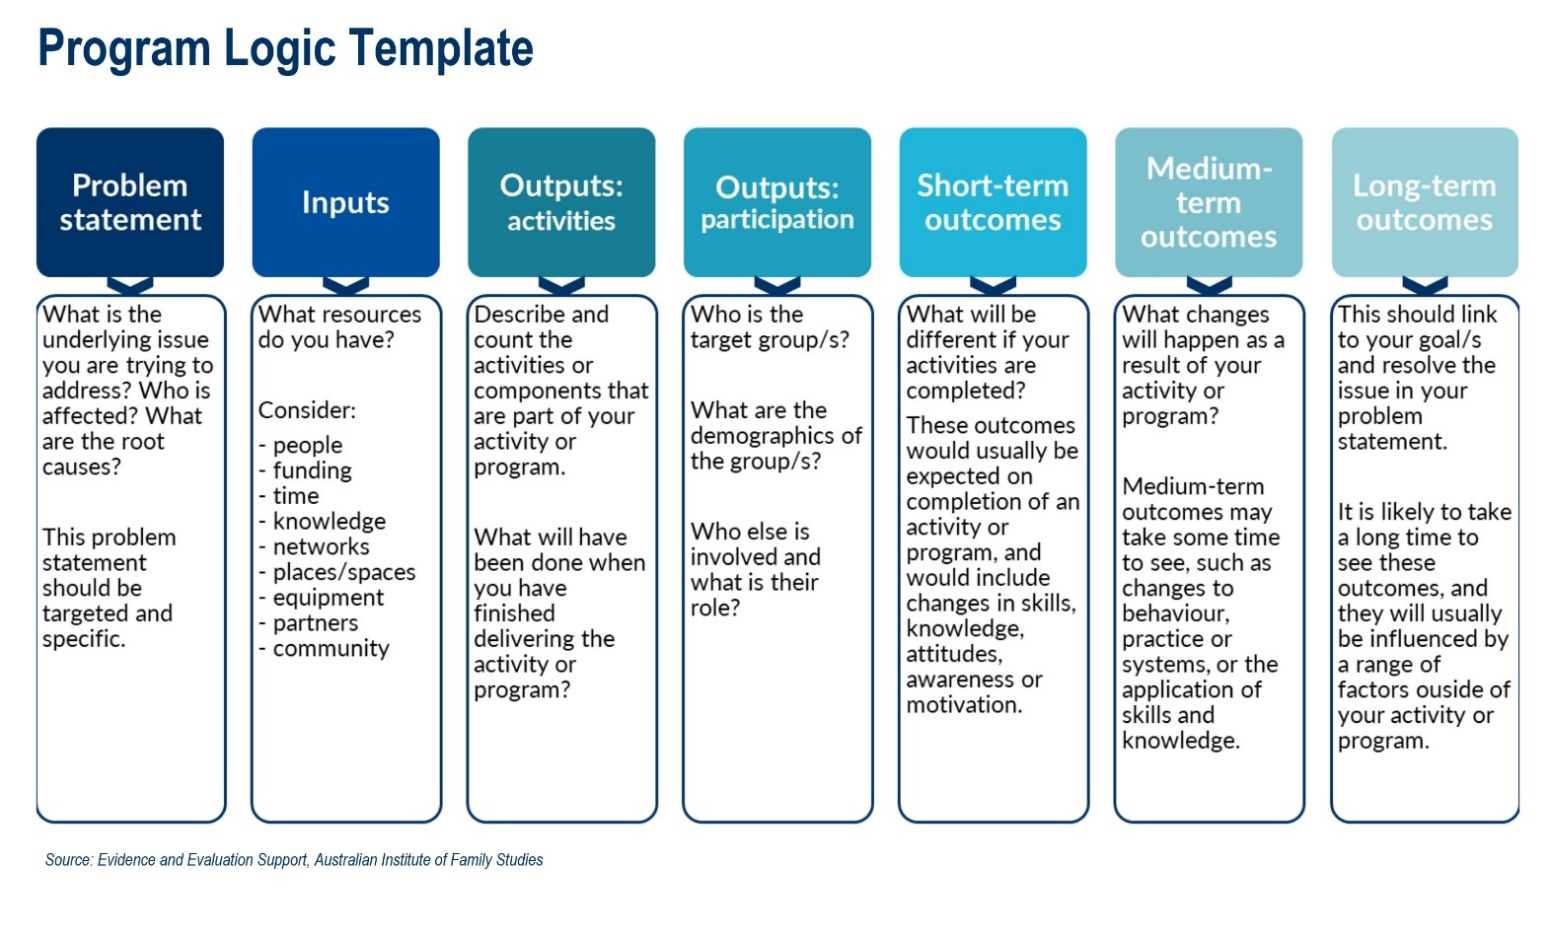 Program Logic Template
Problem
statement
Inputs
Outputs:
activities
Outputs:
participation
Short-term
outcomes
Medium-
term
outcomes
Long-term
outcomes
What is the
underlying issue
you are trying to
address? Who is
affected? What
are the root
causes?
This problem
statement
should be
targeted and
specific.
What resources
do you have?
Consider:
- people
- funding
- time
- knowledge
- networks
- places/spaces
- equipment
- partners
- community
Describe and
count the
activities or
components that
are part of your
activity or
program.
What will have
been done when
you have
finished
delivering the
activity or
program?
Who is the
target group/s?
What are the
demographics of
the group/s?
Who else is
involved and
what is their
role?
What will be
different if your
activities are
completed?
These outcomes
would usually be
expected on
completion of an
activity or
program, and
would include
changes in skills,
knowledge,
attitudes,
awareness or
motivation.
What changes
will happen as a
result of your
activity or
program?
Medium-term
outcomes may
take some time
to see, such as
changes to
behaviour,
practice or
systems, or the
application of
skills and
knowledge.
This should link
to your goal/s
and resolve the
issue in your
problem
statement.
It is likely to take
a long time to
see these
outcomes, and
they will usually
be influenced by
a range of
factors ouside of
your activity or
program.
Source: Evidence and Evaluation Support, Australian Institute of Family Studies